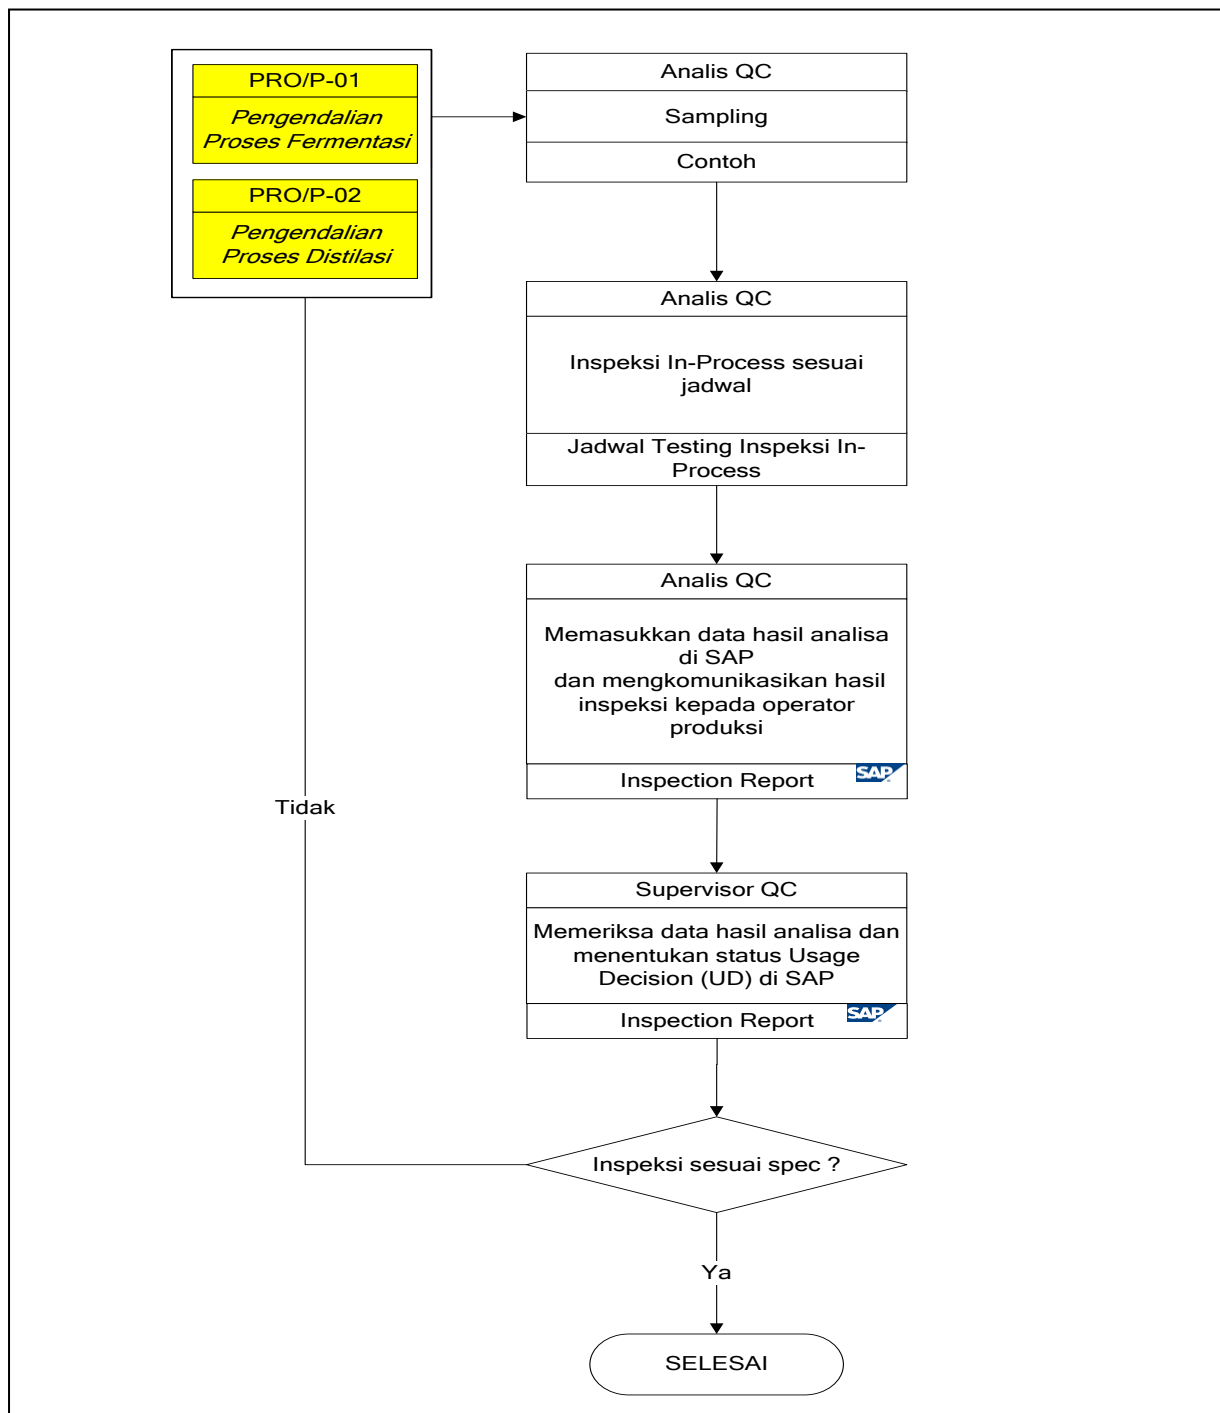 PRO/P-01
Pengendalian
Proses Fermentasi
PRO/P-02
Pengendalian
Proses Distilasi
Analis QC
Sampling
Contoh
Analis QC
Inspeksi In-Process sesuai
jadwal
Jadwal Testing Inspeksi In-
Process
Analis QC
Memasukkan data hasil analisa
di SAP
dan mengkomunikasikan hasil
inspeksi kepada operator
produksi
Inspection Report
SAP
Tidak
Supervisor QC
Memeriksa data hasil analisa dan
menentukan status Usage
Decision (UD) di SAP
Inspection Report
SAP
Inspeksi sesuai spec ?
Ya
SELESAI